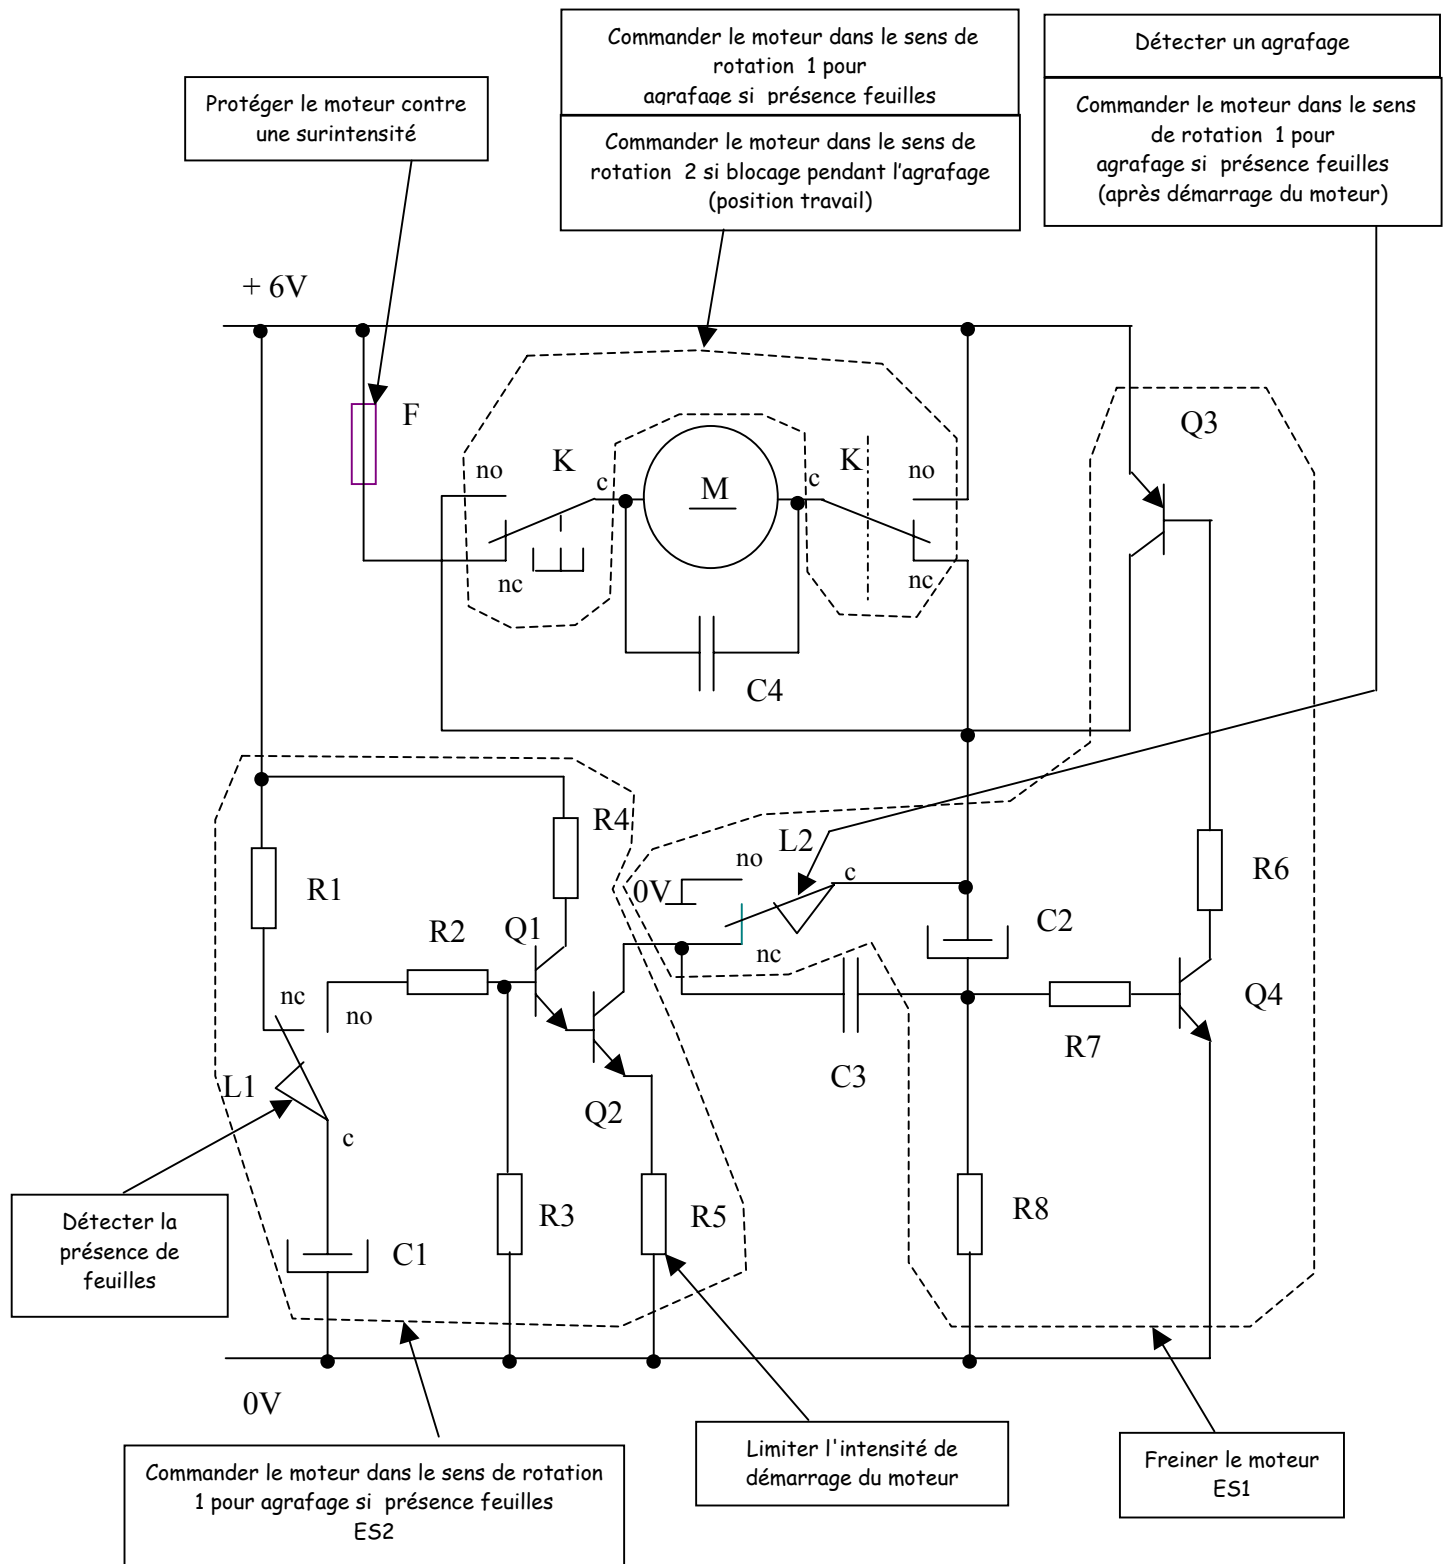 Commander le moteur dans le sens de
rotation 1 pour
agrafage si présence feuilles
Commander le moteur dans le sens de
rotation 2 si blocage pendant l'agrafage
(position travail)
Détecter un agrafage
Commander le moteur dans le sens
de rotation 1 pour
agrafage si présence feuilles
(après démarrage du moteur)
Protéger le moteur contre
une surintensité
+ 6V
F
no
K
c
M
c
K
no
Q3
nc
nc
C4
R4
L2
no
c
0V
R1
R6
R2
Q1
C2
nc
nc
no
Q4
R7
L1
C3
Q2
c
R3
R5
R8
Détecter la
présence de
feuilles
C1
0V
Commander le moteur dans le sens de rotation
1 pour agrafage si présence feuilles
ES2
Limiter l'intensité de
démarrage du moteur
Freiner le moteur
ES1